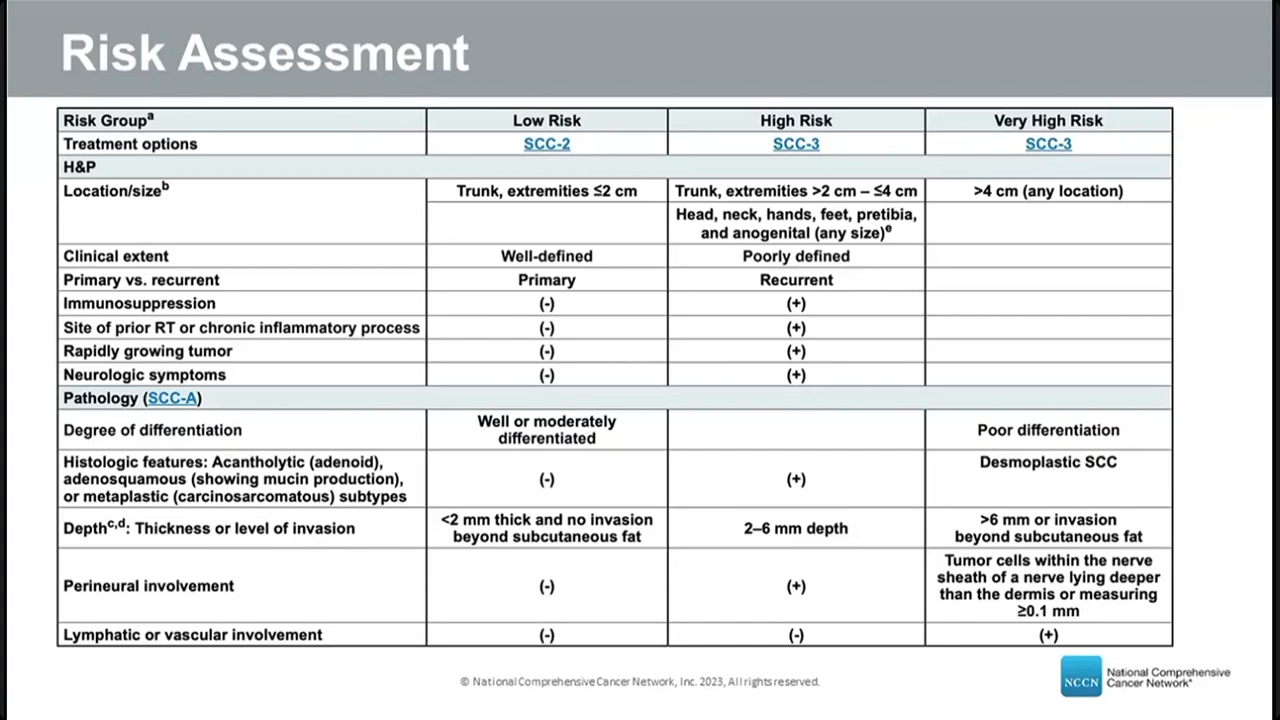 Risk Assessment
Risk Groupa Low Risk High Risk Very High Risk
Treatment options SCC-2 SCC-3 SCC-3
H&P
Location/sizeb Trunk, extremities ≤2 cm Trunk, extremities >2 cm – ≤4 cm >4 cm (any location)
Head, neck, hands, feet, pretibia,
and anogenital (any size)e
Clinical extent Well-defined Poorly defined
Primary vs. recurrent Primary Recurrent
Immunosuppression (-) (+)
Site of prior RT or chronic inflammatory process (-) (+)
Rapidly growing tumor (-) (+)
Neurologic symptoms (-) (+)
Pathology (SCC-A)
Degree of differentiation Well or moderately
differentiated Poor differentiation
Histologic features: Acantholytic (adenoid),
adenosquamous (showing mucin production),
or metaplastic (carcinosarcomatous) subtypes (-) (+) Desmoplastic SCC
Depthc,d: Thickness or level of invasion <2 mm thick and no invasion
beyond subcutaneous fat 2–6 mm depth >6 mm or invasion
beyond subcutaneous fat
Perineural involvement (-) (+) Tumor cells within the nerve
sheath of a nerve lying deeper
than the dermis or measuring
≥0.1 mm
Lymphatic or vascular involvement (-) (-) (+)
© National Comprehensive Cancer Network, Inc. 2023, All rights reserved.
NCCN National Comprehensive
Cancer Network®